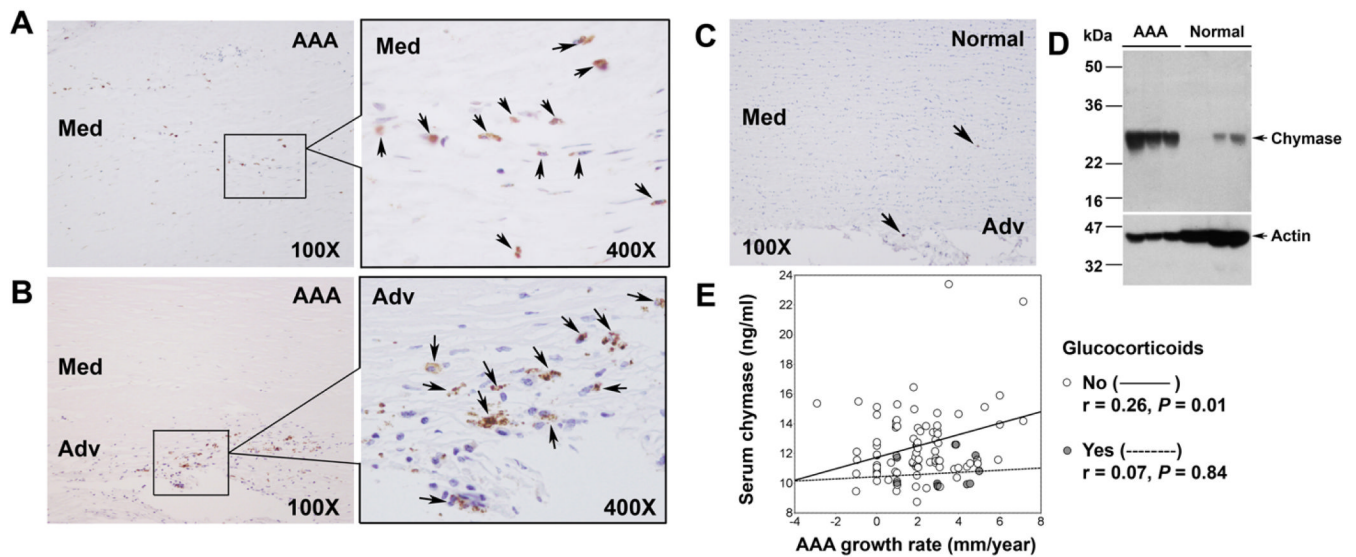 A
AAA
Med
100X
Med
400X
B
AAA
Med
Adv
100X
Adv
400X
C
Normal
Med
Adv
100X
D
kDa
AAA Normal
50
36
22
16
Chymase
47
32
Actin
E
Serum chymase (ng/ml)
24
22
20
18
16
14
12
10
8
-4 -2 0 2 4 6 8
AAA growth rate (mm/year)
Glucocorticoids
No ( )
r = 0.26, P = 0.01
Yes (--------)
r = 0.07, P = 0.84